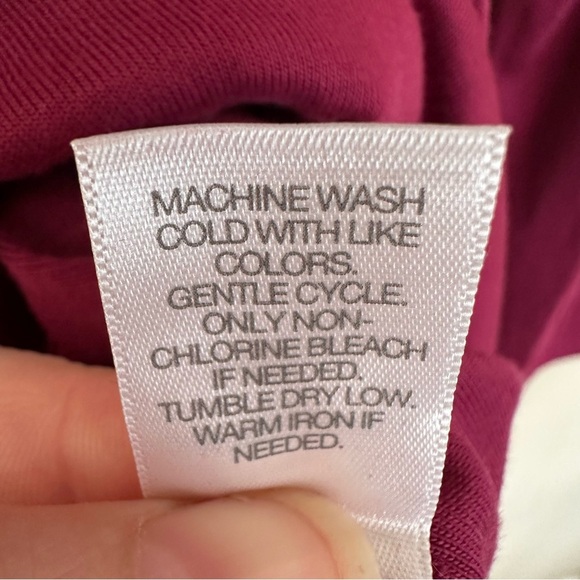 MACHINE WASH
COLD WITH LIKE
COLORS.
GENTLE CYCLE.
ONLY NON-
CHLORINE BLEACH
IF NEEDED.
TUMBLE DRY LOW.
WARM IRON IF
NEEDED.